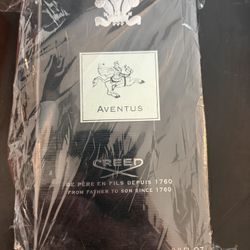 AVENTUS
CREED
DE PÈRE EN FILS DEPUIS 1760
FROM FATHER TO SON SINCE 1760